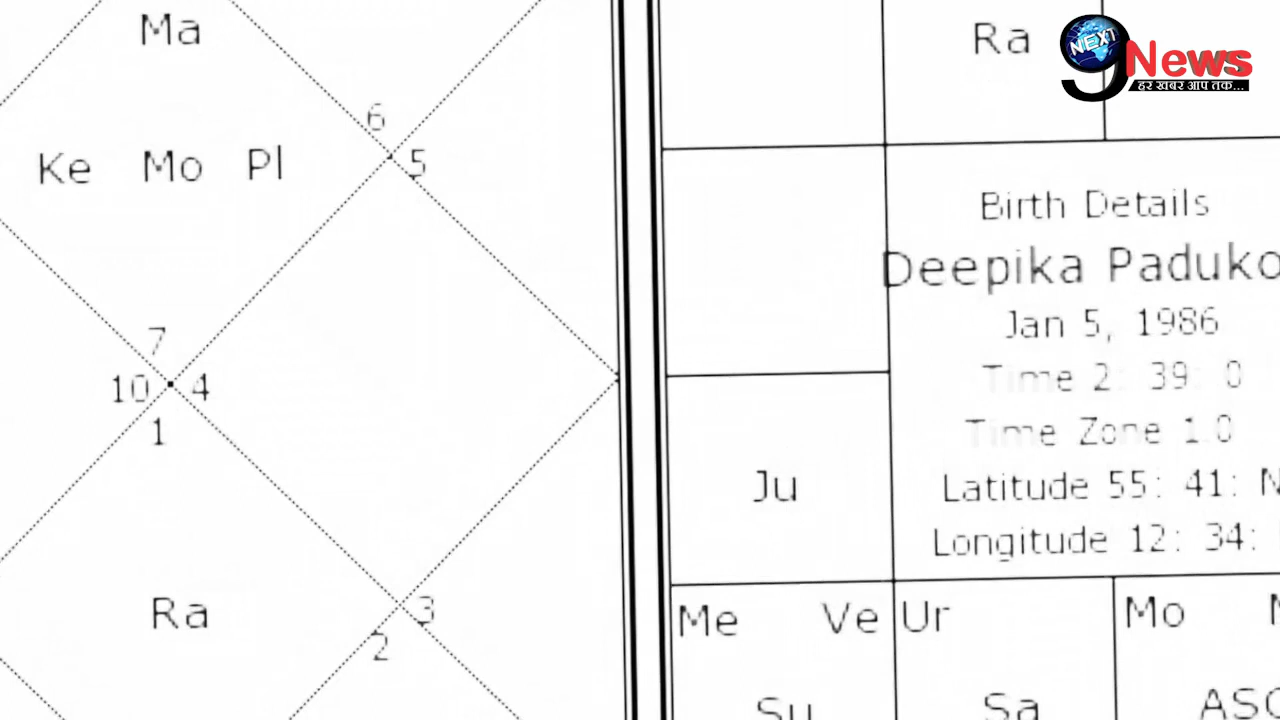 Ma
Ke Mo Pl
6
5
7
10 4
1
Ra
3
2
Ra
NEXT
9 News
हर खबर आप तक...
Birth Details
Deepika Paduko
Jan 5, 1986
Time 2: 39: 0
Time Zone 1.0
Latitude 55: 41: N
Longitude 12: 34:
Ju
Me Ve
Su
Ur
Sa
Mo
ASC